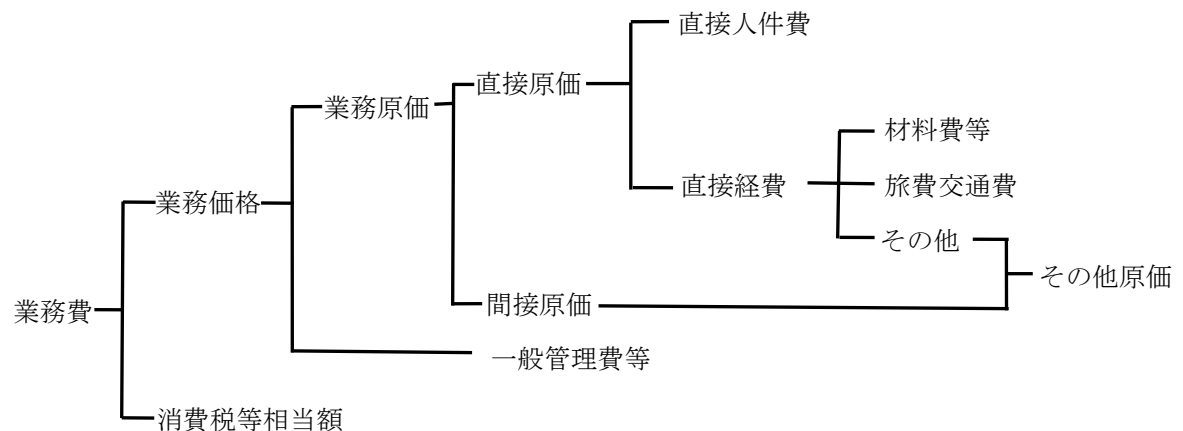 直接人件費
直接原価
業務原価
材料費等
直接経費
旅費交通費
業務価格
その他
その他原価
間接原価
業務費
一般管理費等
消費税等相当額